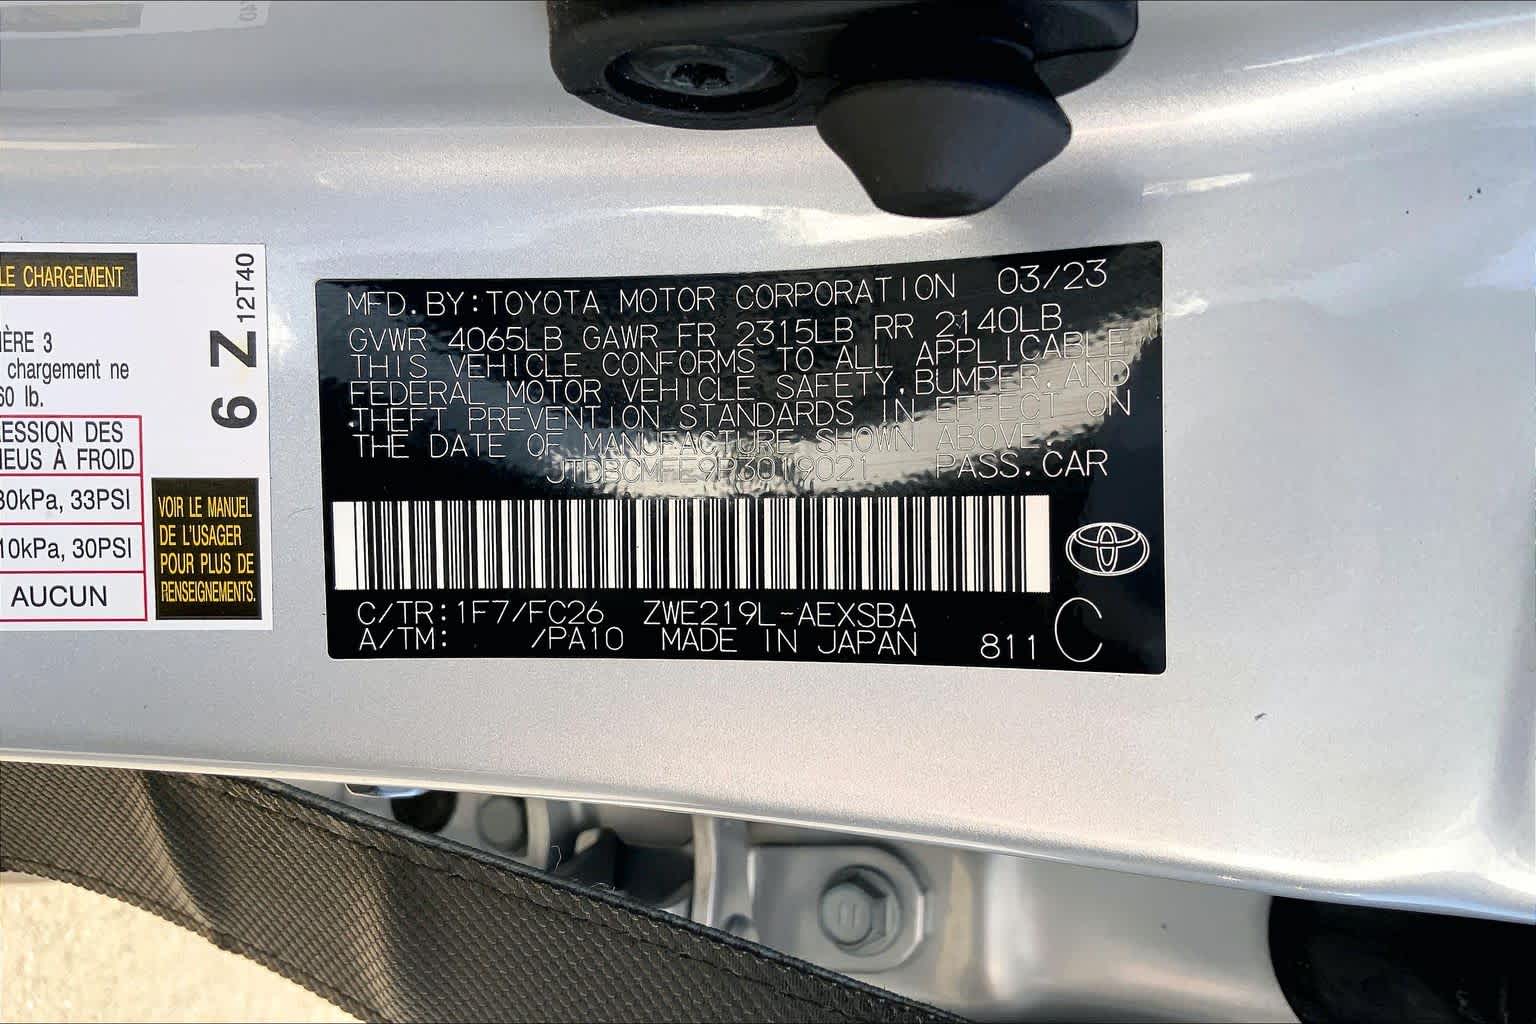 LE CHARGEMENT
IÈRE 3
chargement ne
60 lb.
ESSION DES
NEUS À FROID
30kPa, 33PSI
10kPa, 30PSI
AUCUN
6 Z 12T40
VOIR LE MANUEL
DE L'USAGER
POUR PLUS DE
RENSEIGNEMENTS.
MFD. BY: TOYOTA MOTOR CORPORATION 03/23
GVWR 4065LB GAWR FR 2315LB RR 2140LB
THIS VEHICLE CONFORMS TO ALL APPLICABLE
FEDERAL MOTOR VEHICLE SAFETY, BUMPER, AND
THEFT PREVENTION STANDARDS IN EFFECT ON
THE DATE OF MANUFACTURE SHOWN ABOVE.
JTDBCMFE9P3019021 PASS. CAR
C/TR: 1F7/FC26 ZWE219L-AEXSBA
A/TM: /PA10 MADE IN JAPAN 811 C